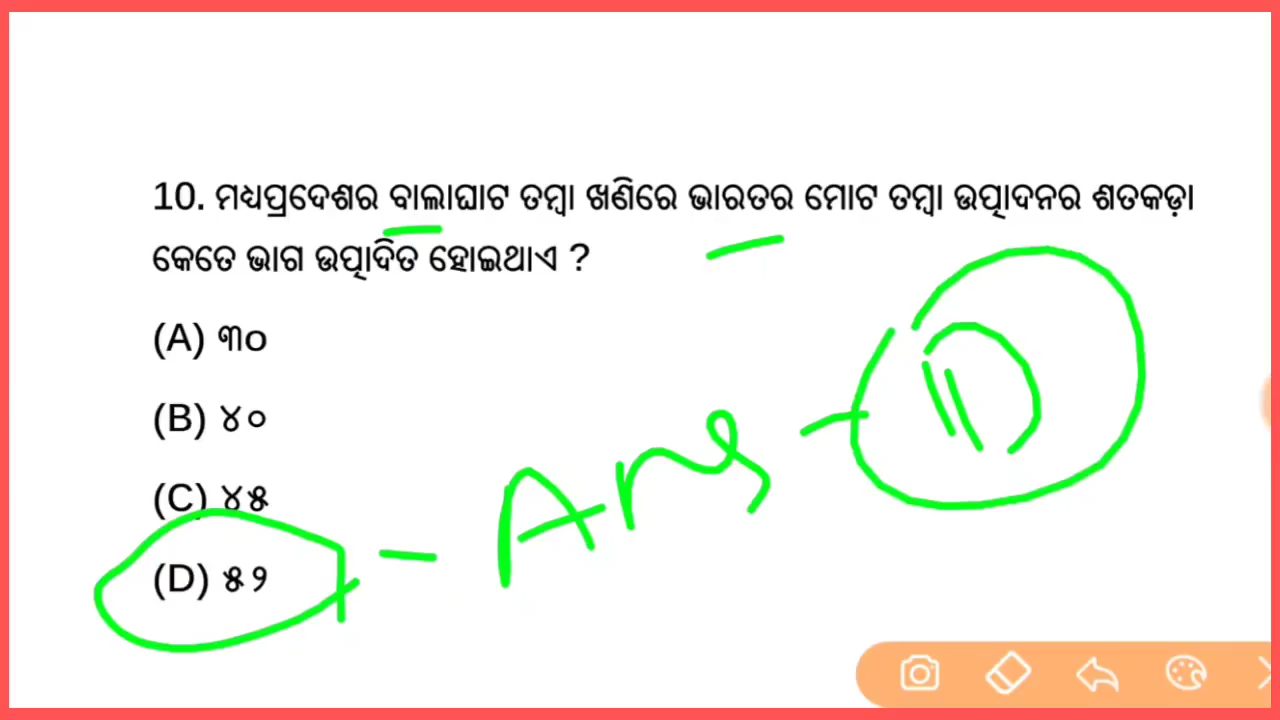 10. ମଧ୍ୟପ୍ରଦେଶର ବାଲାଘାଟ ତମ୍ବା ଖଣିରେ ଭାରତର ମୋଟ ତମ୍ବା ଉତ୍ପାଦନର ଶତକଡ଼ା
କେତେ ଭାଗ ଉତ୍ପାଦିତ ହୋଇଥାଏ ?
(A) ୩୦
(B) ୪୦
(C) ୪୫
(D) ୫୨
- Ans - D